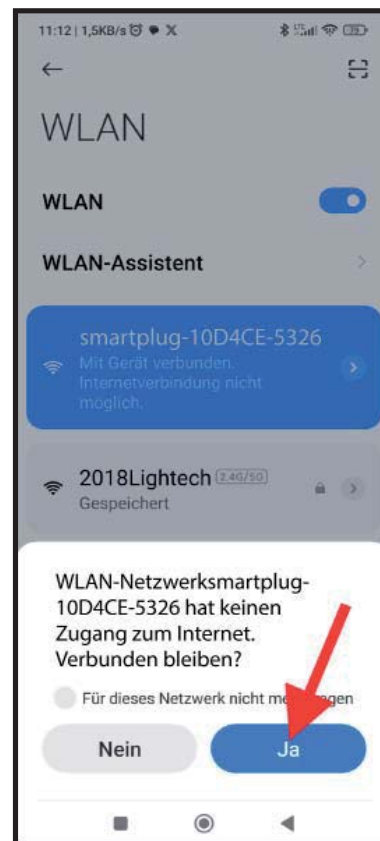 11:12 | 1,5KB/s
WLAN
WLAN
WLAN-Assistent
smartplug-10D4CE-5326
Mit Gerät verbunden.
Internetverbindung nicht
möglich.
2018Lightech 2.4G/5G
Gespeichert
WLAN-Netzwerksmartplug-
10D4CE-5326 hat keinen
Zugang zum Internet.
Verbunden bleiben?
Für dieses Netzwerk nicht
Nein
Ja